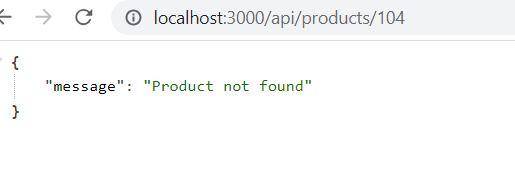 localhost:3000/api/products/104
{
"message": "Product not found"
}